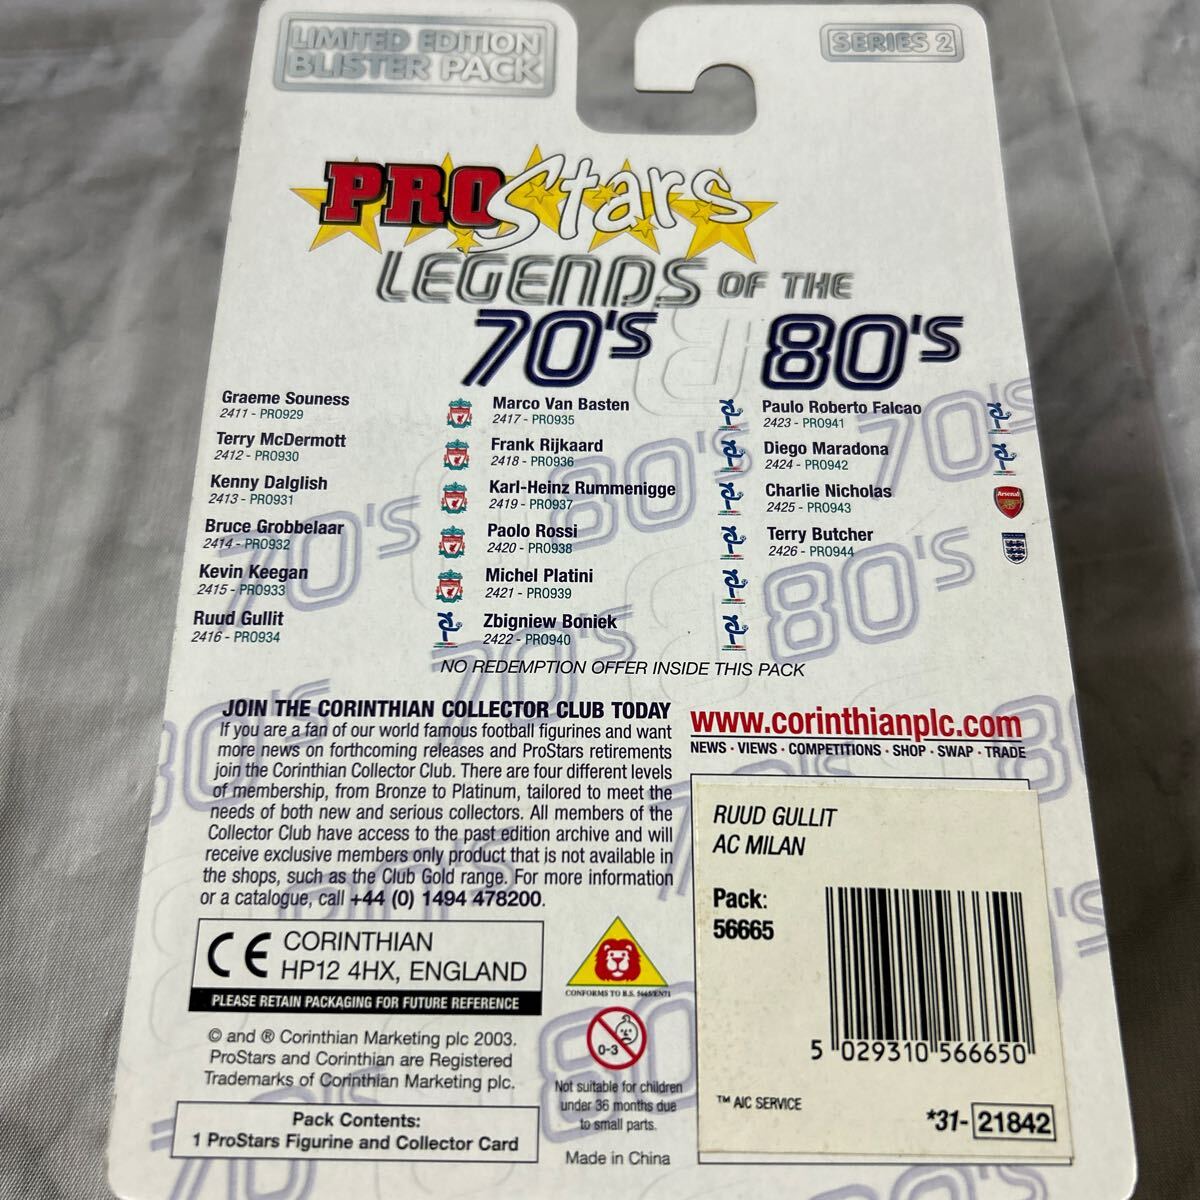 LIMITED EDITION
BLISTER PACK
SERIES 2
PROStars
LEGENDS OF THE
70's 80's
Graeme Souness
2411 - PRO929
Terry McDermott
2412 - PRO930
Kenny Dalglish
2413 - PRO931
Bruce Grobbelaar
2414 - PRO932
Kevin Keegan
2415 - PRO933
Ruud Gullit
2416 - PRO934
Marco Van Basten
2417 - PRO935
Frank Rijkaard
2418 - PRO936
Karl-Heinz Rummenigge
2419 - PRO937
Paolo Rossi
2420 - PRO938
Michel Platini
2421 - PRO939
Zbigniew Boniek
2422 - PRO940
Paulo Roberto Falcao
2423 - PRO941
Diego Maradona
2424 - PRO942
Charlie Nicholas
2425 - PRO943
Terry Butcher
2426 - PRO944
Arsenal
NO REDEMPTION OFFER INSIDE THIS PACK
JOIN THE CORINTHIAN COLLECTOR CLUB TODAY
If you are a fan of our world famous football figurines and want
more news on forthcoming releases and ProStars retirements
join the Corinthian Collector Club. There are four different levels
of membership, from Bronze to Platinum, tailored to meet the
needs of both new and serious collectors. All members of the
Collector Club have access to the past edition archive and will
receive exclusive members only product that is not available in
the shops, such as the Club Gold range. For more information
or a catalogue, call +44 (0) 1494 478200.
www.corinthianplc.com
NEWS · VIEWS · COMPETITIONS · SHOP · SWAP · TRADE
RUUD GULLIT
AC MILAN
Pack:
56665
5 029310 566650
™ AIC SERVICE
*31- 21842
CE CORINTHIAN
HP12 4HX, ENGLAND
PLEASE RETAIN PACKAGING FOR FUTURE REFERENCE
© and ® Corinthian Marketing plc 2003.
ProStars and Corinthian are Registered
Trademarks of Corinthian Marketing plc.
Pack Contents:
1 ProStars Figurine and Collector Card
CONFORMS TO B.S. 5665/EN71
0-3
Not suitable for children
under 36 months due
to small parts.
Made in China